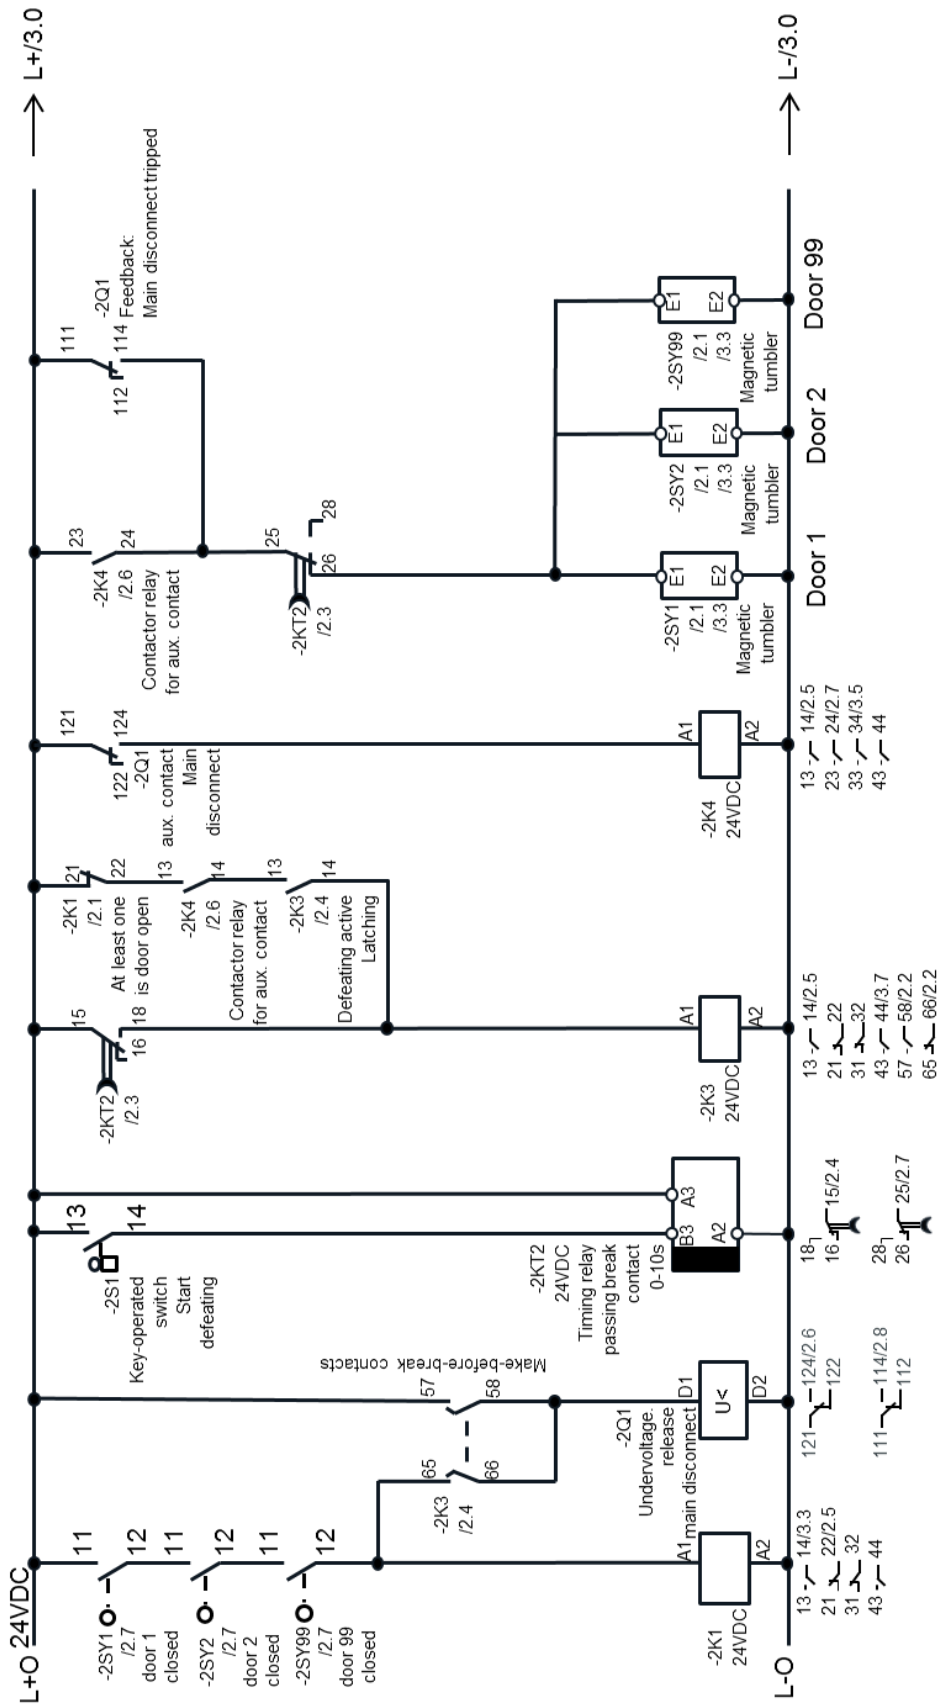 L+O 24VDC
L+/3.0
11
-2SY1
/2.7
door 1
closed
12
11
-2SY2
/2.7
door 2
closed
12
11
-2SY99
/2.7
door 99
closed
12
A1
-2K1
24VDC
A2
13 14/3.3
21 22/2.5
31 32
43 44
65
-2K3
/2.4
66
57
58
Make-before-break contacts
-2Q1
Undervoltage.
release
main disconnect
D1
U<
D2
121 124/2.6
122
111 114/2.8
112
13
14
-2S1
Key-operated
switch
Start
defeating
-2KT2
24VDC
Timing relay
passing break
contact
0-10s
B3
A3
A2
18
16 15/2.4
28
26 25/2.7
15
-2KT2
/2.3
16
18
A1
-2K3
24VDC
A2
13 14/2.5
21 22
31 32
43 44/3.7
57 58/2.2
65 66/2.2
21
-2K1
/2.1
22
At least one
is door open
13
-2K4
/2.6
14
Contactor relay
for aux. contact
13
-2K3
/2.4
14
Defeating active
Latching
121
122
124
-2Q1
aux. contact
Main
disconnect
A1
-2K4
24VDC
A2
13 14/2.5
23 24/2.7
33 34/3.5
43 44
23
-2K4
/2.6
24
Contactor relay
for aux. contact
25
-2KT2
/2.3
26
28
111
112
114
-2Q1
Feedback:
Main disconnect tripped
E1
E2
-2SY1
/2.1
/3.3
Magnetic
tumbler
Door 1
E1
E2
-2SY2
/2.1
/3.3
Magnetic
tumbler
Door 2
E1
E2
-2SY99
/2.1
/3.3
Magnetic
tumbler
Door 99
L-O
L-/3.0